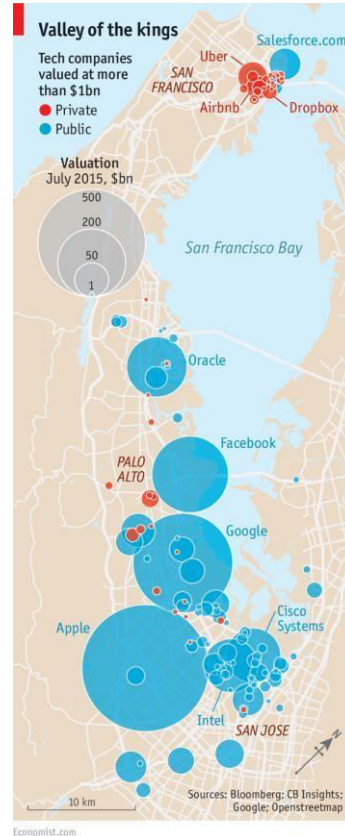 Valley of the kings
Tech companies
valued at more
than $1bn
Private
Public
Valuation
July 2015, $bn
500
200
50
1
Salesforce.com
Uber
SAN
FRANCISCO
Airbnb
Dropbox
San Francisco Bay
Oracle
Facebook
PALO
ALTO
Google
Apple
Cisco
Systems
Intel
SAN JOSE
N
10 km
Sources: Bloomberg; CB Insights;
Google; Openstreetmap
Economist.com